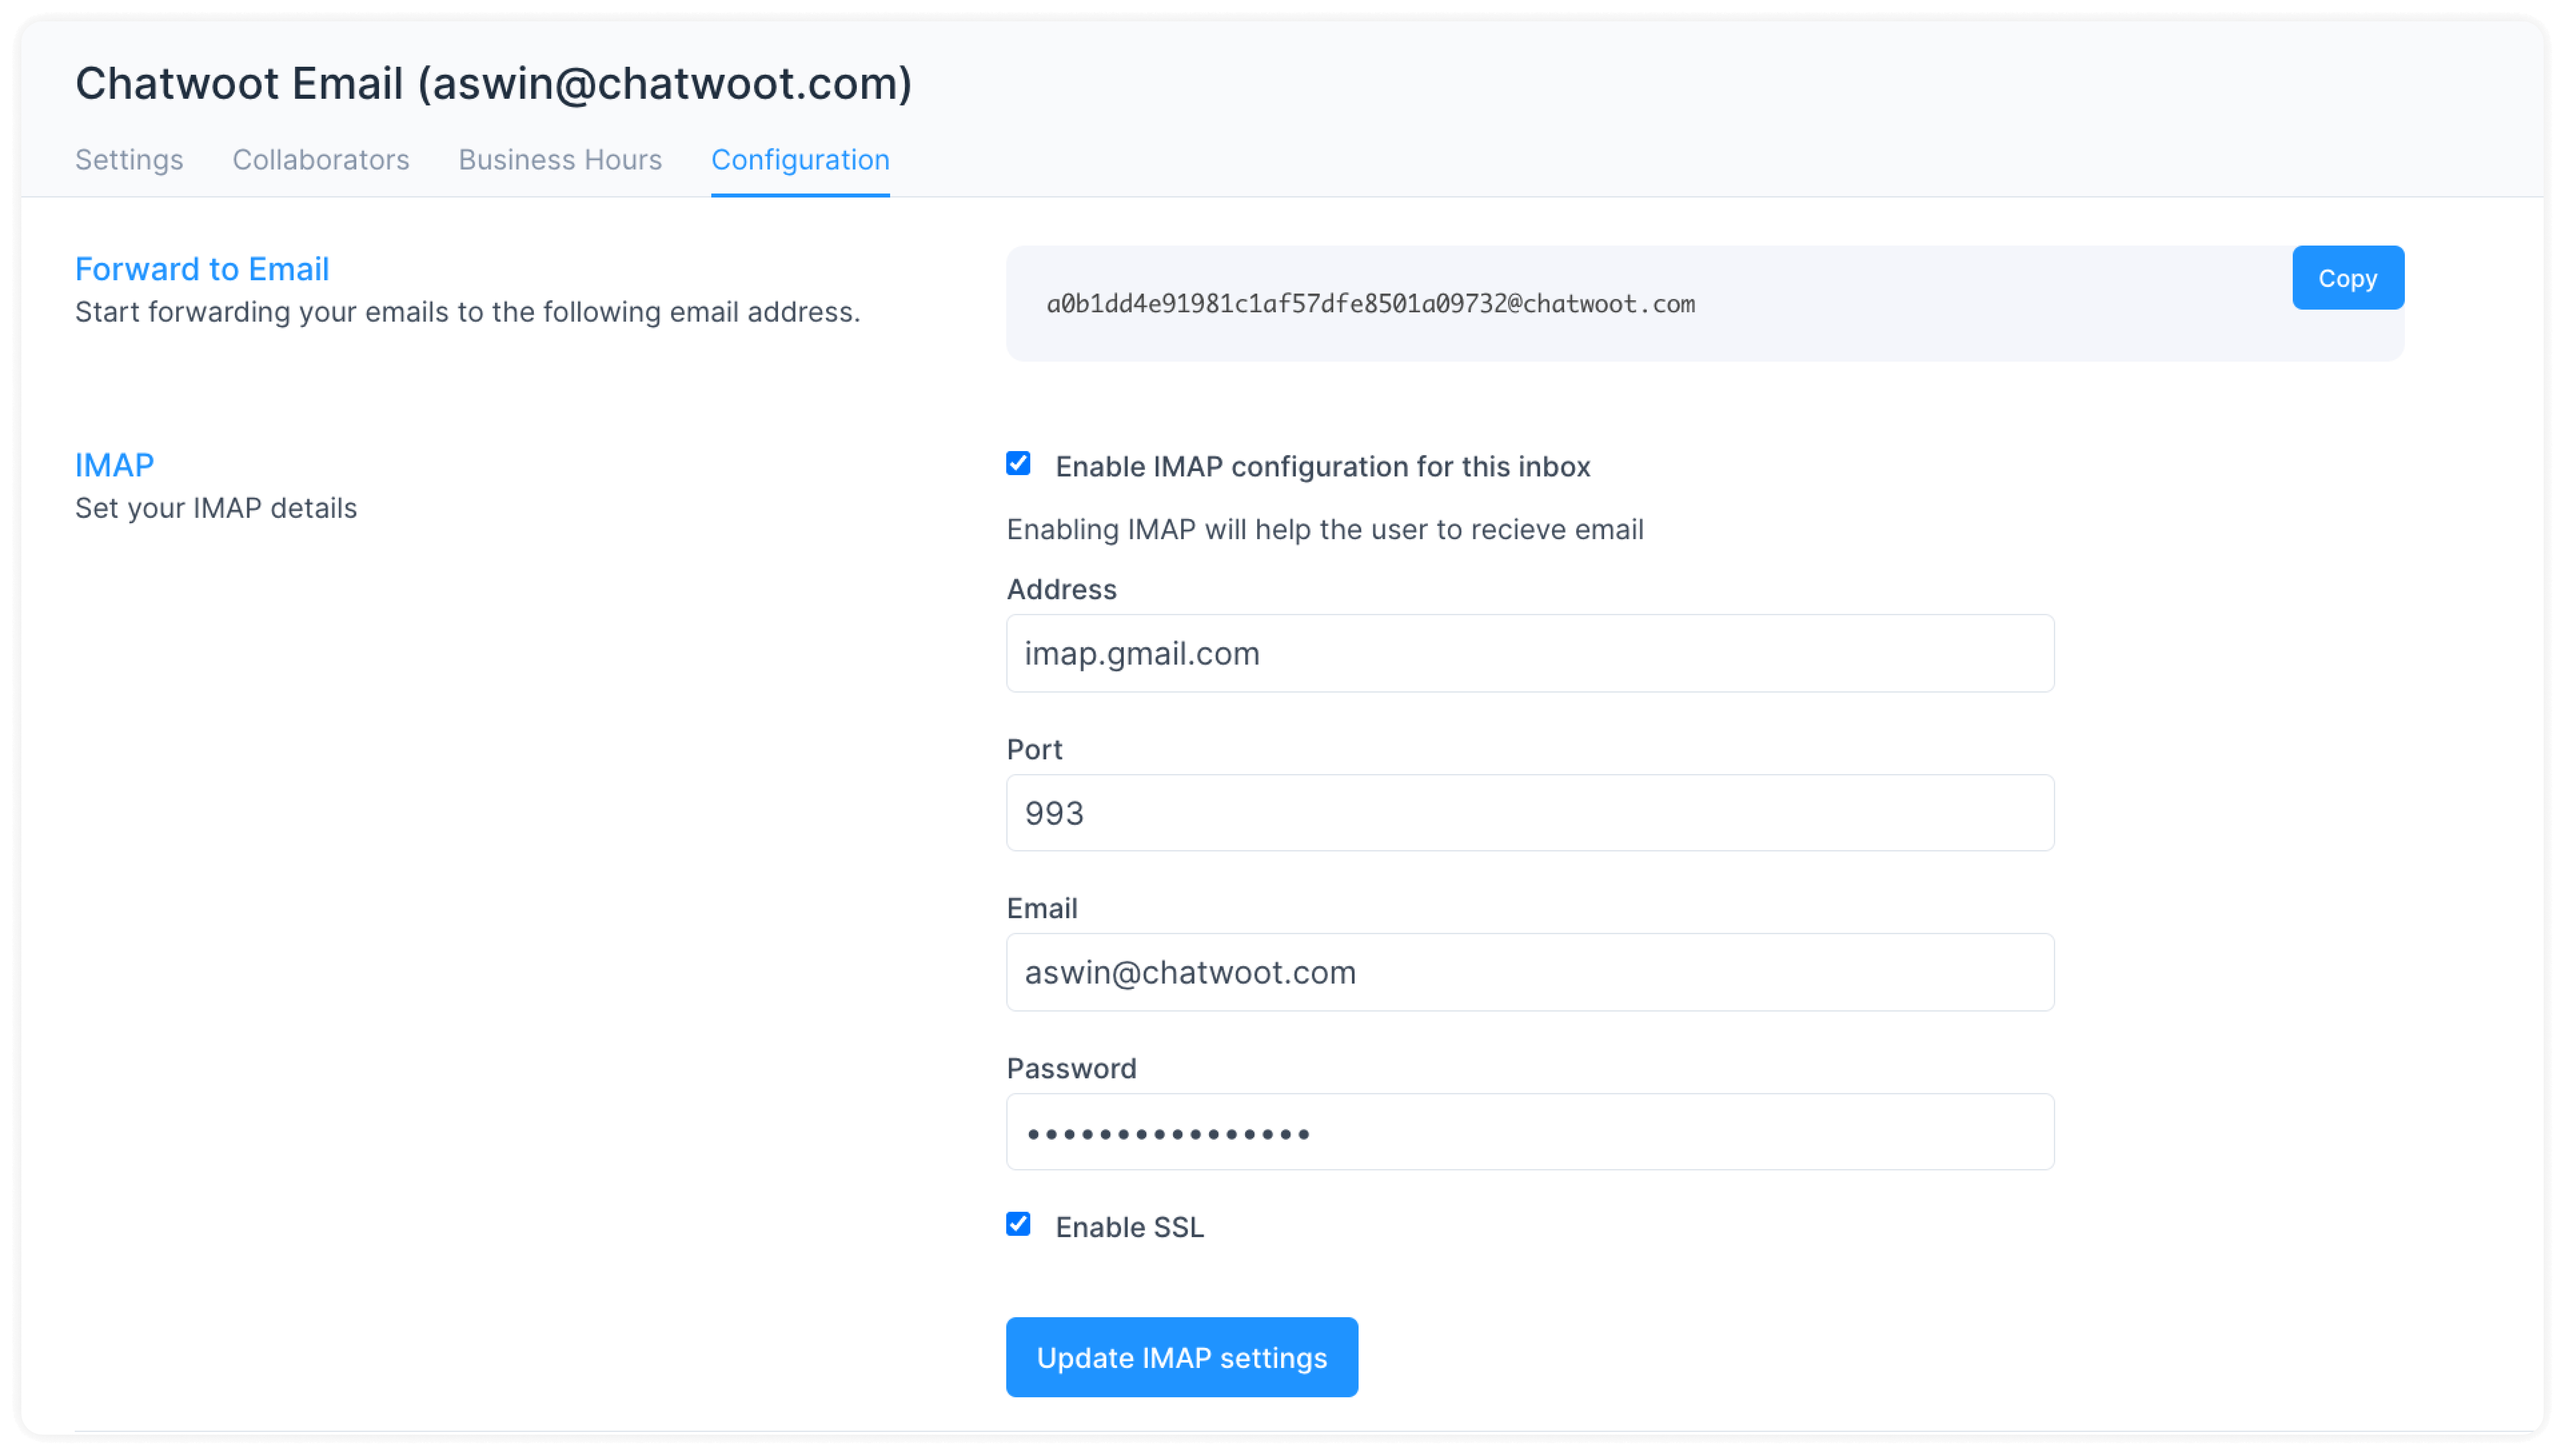 Chatwoot Email (aswin@chatwoot.com)
Settings Collaborators Business Hours Configuration
Forward to Email
Start forwarding your emails to the following email address.
a0b1dd4e91981c1af57dfe8501a09732@chatwoot.com
Copy
IMAP
Set your IMAP details
Enable IMAP configuration for this inbox
Enabling IMAP will help the user to recieve email
Address
imap.gmail.com
Port
993
Email
aswin@chatwoot.com
Password
••••••••••••••••
Enable SSL
Update IMAP settings